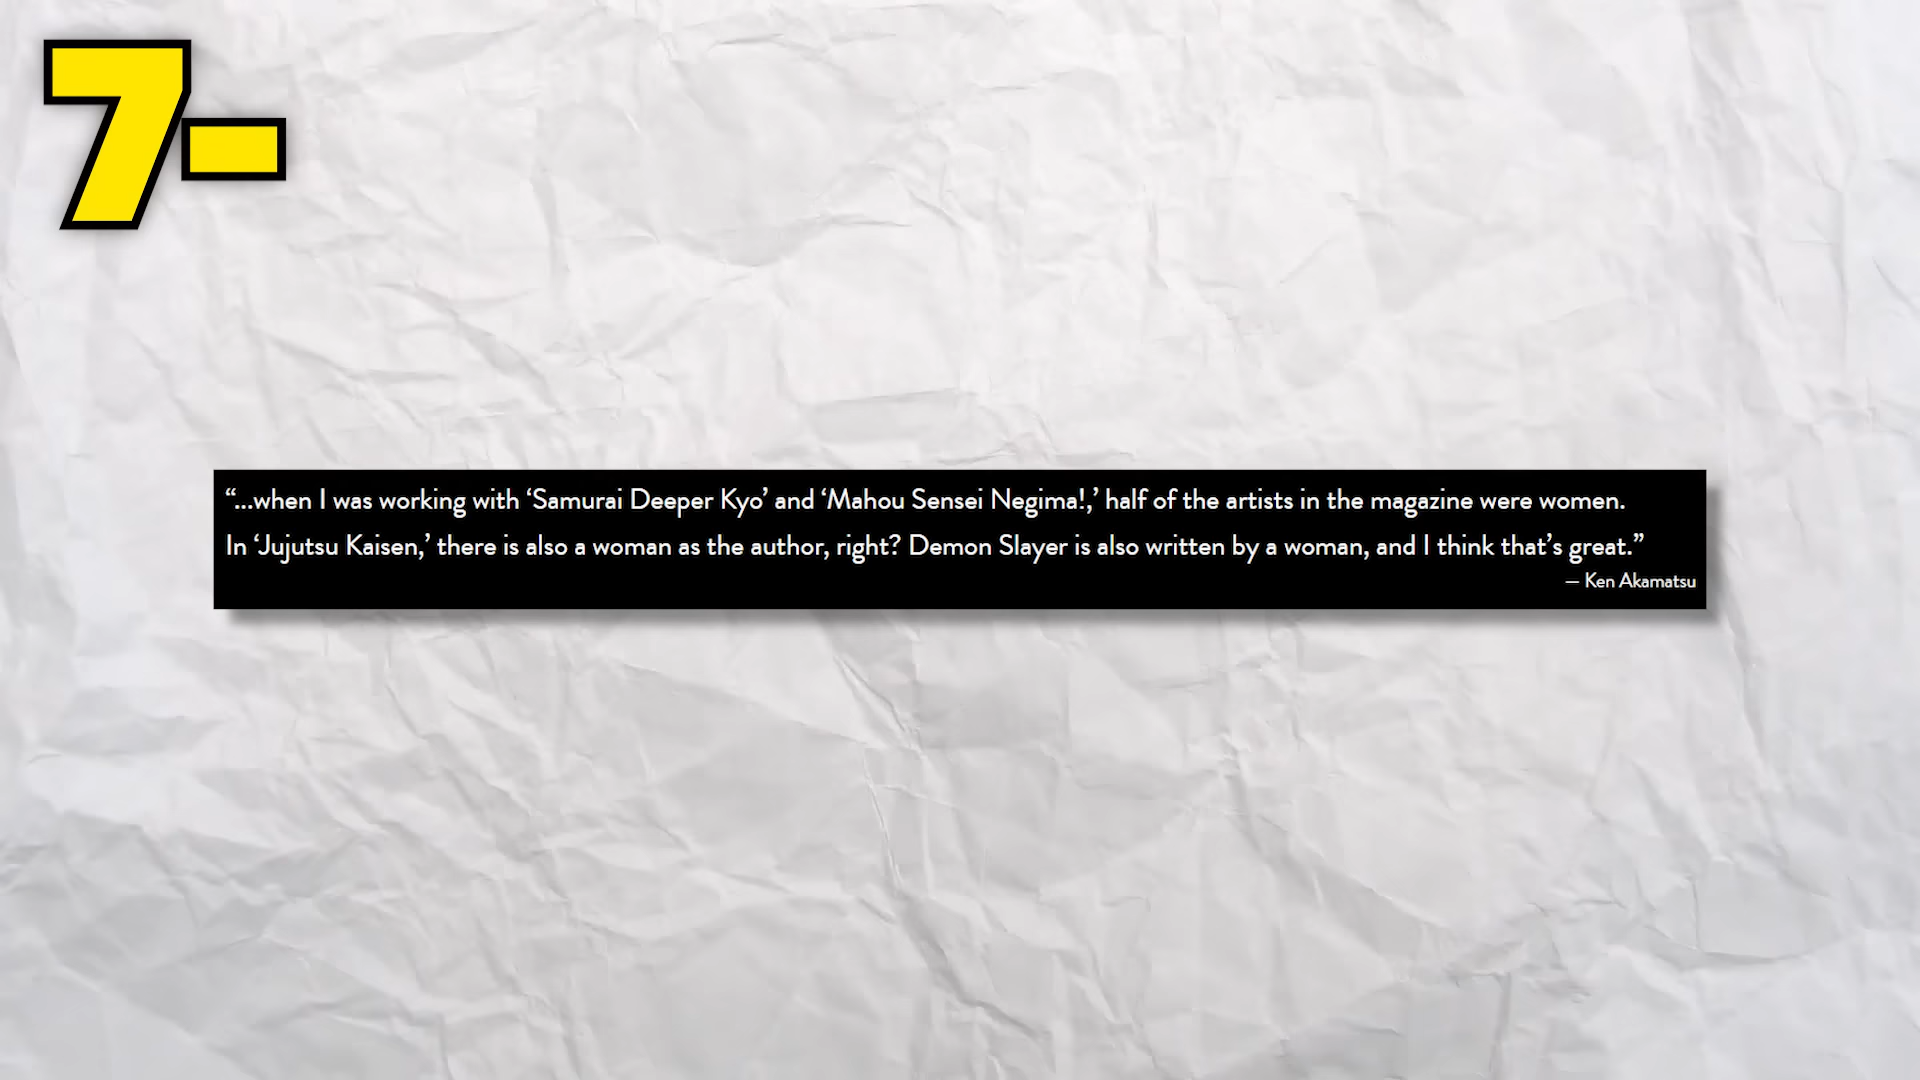 7-
“...when I was working with ‘Samurai Deeper Kyo’ and ‘Mahou Sensei Negima!,’ half of the artists in the magazine were women.
In ‘Jujutsu Kaisen,’ there is also a woman as the author, right? Demon Slayer is also written by a woman, and I think that’s great.”
— Ken Akamatsu